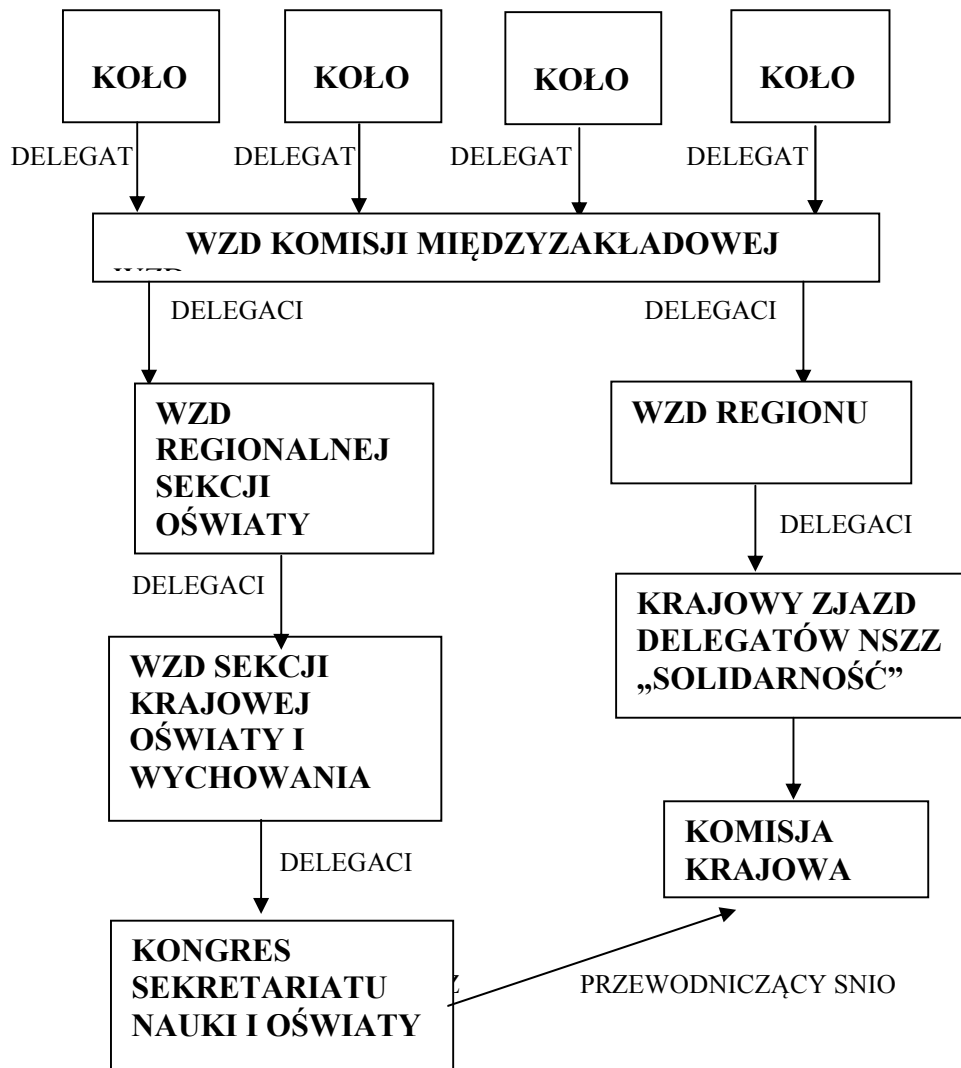 KOŁO
KOŁO
KOŁO
KOŁO
DELEGAT
DELEGAT
DELEGAT
DELEGAT
WZD KOMISJI MIĘDZYZAKŁADOWEJ
DELEGACI
DELEGACI
WZD
REGIONALNEJ
SEKCJI
OŚWIATY
WZD REGIONU
DELEGACI
DELEGACI
KRAJOWY ZJAZD
DELEGATÓW NSZZ
„SOLIDARNOŚĆ”
WZD SEKCJI
KRAJOWEJ
OŚWIATY I
WYCHOWANIA
KOMISJA
KRAJOWA
DELEGACI
KONGRES
SEKRETARIATU
NAUKI I OŚWIATY
PRZEWODNICZĄCY SNIO